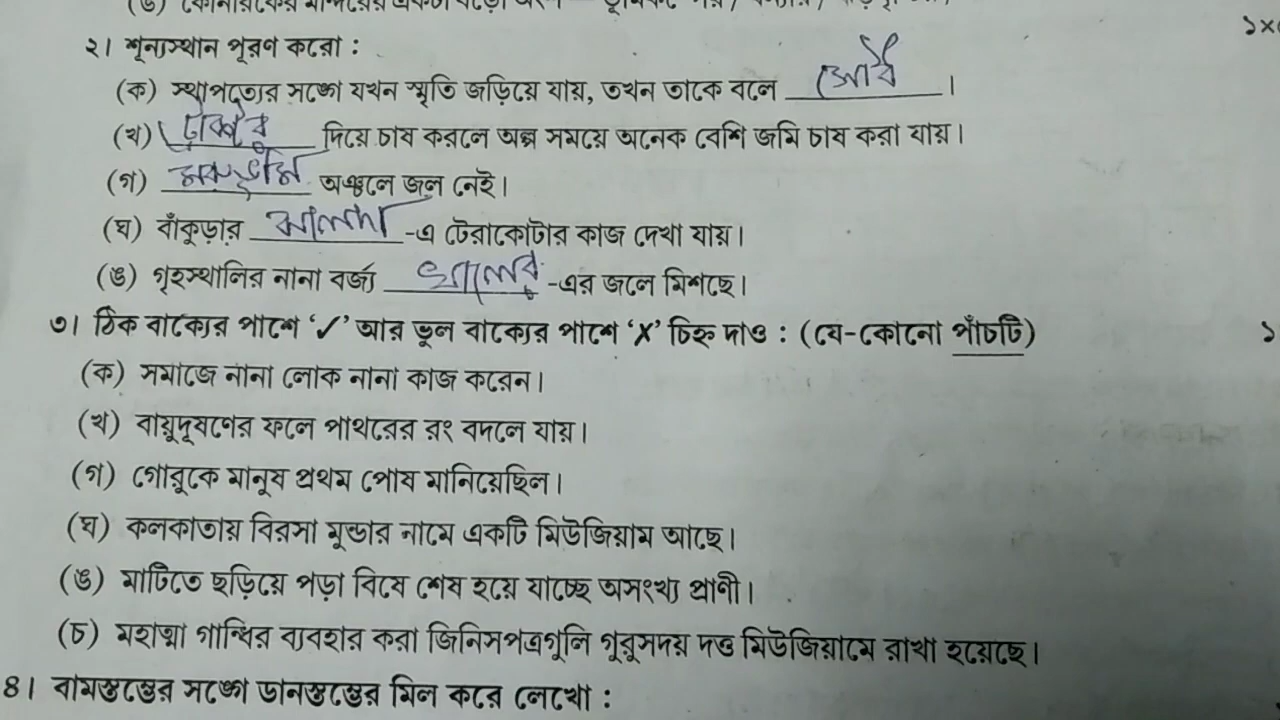 ২। শূন্যস্থান পূরণ করো :
(ক) স্থাপত্যের সঙ্গে যখন স্মৃতি জড়িয়ে যায়, তখন তাকে বলে সৌধ ।
(খ) ট্রাক্টর দিয়ে চাষ করলে অল্প সময়ে অনেক বেশি জমি চাষ করা যায়।
(গ) মরুভূমি অঞ্চলে জল নেই।
(ঘ) বাঁকুড়ার -এ টেরাকোটার কাজ দেখা যায়।
(ঙ) গৃহস্থালির নানা বর্জ্য খালের -এর জলে মিশছে।
৩। ঠিক বাক্যের পাশে ‘✓’ আর ভুল বাক্যের পাশে ‘✗’ চিহ্ন দাও : (যে-কোনো পাঁচটি) ১
(ক) সমাজে নানা লোক নানা কাজ করেন।
(খ) বায়ুদূষণের ফলে পাথরের রং বদলে যায়।
(গ) গোরুকে মানুষ প্রথম পোষ মানিয়েছিল।
(ঘ) কলকাতায় বিরসা মুন্ডার নামে একটি মিউজিয়াম আছে।
(ঙ) মাটিতে ছড়িয়ে পড়া বিষে শেষ হয়ে যাচ্ছে অসংখ্য প্রাণী।
(চ) মহাত্মা গান্ধির ব্যবহার করা জিনিসপত্রগুলি গুরুসদয় দত্ত মিউজিয়ামে রাখা হয়েছে।
৪। বামস্তম্ভের সঙ্গে ডানস্তম্ভের মিল করে লেখো :